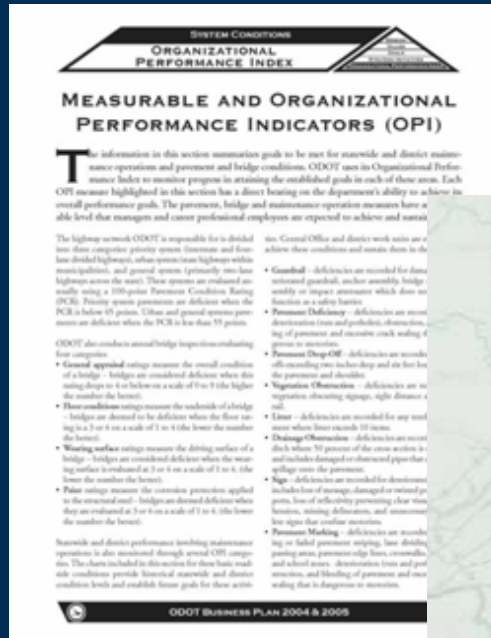 SYSTEM CONDITIONS
ORGANIZATIONAL
PERFORMANCE INDEX
MEASURABLE AND ORGANIZATIONAL
PERFORMANCE INDICATORS (OPI)
The information in this section summarizes goals to be met for statewide and district mainte-
nance operations and pavement and bridge conditions. ODOT uses its Organizational Perfor-
mance Index to monitor progress in attaining the established goals in each of these areas. Each
OPI measure highlighted in this section has a direct bearing on the department's ability to achieve its
overall performance goals. The pavement, bridge and maintenance operation measures have
able level that managers and career professional employees are expected to achieve and sustain
The highway network ODOT is responsible for is divided
into three categories: priority system (interstate and four-
lane divided highways), urban system (state highways within
municipalities), and general system (primarily two-lane
highways across the state). These systems are evaluated an-
nually using a 100-point Pavement Condition Rating
(PCR). Priority system pavements are deficient when the
PCR is below 65 points. Urban and general systems pave-
ments are deficient when the PCR is less than 55 points.
ODOT also conducts annual bridge inspections evaluating
four categories:
• General appraisal ratings measure the overall condition
of a bridge – bridges are considered deficient when this
rating drops to 4 or below on a scale of 0 to 9 (the higher
the number the better).
• Floor conditions ratings measure the underside of a bridge
– bridges are deemed to be deficient when the floor rat-
ing is a 3 or 4 on a scale of 1 to 4 (the lower the number
the better).
• Wearing surface ratings measure the driving surface of a
bridge – bridges are considered deficient when the wear-
ing surface is evaluated at 3 or 4 on a scale of 1 to 4. (the
lower the number the better).
• Paint ratings measure the corrosion protection applied
to the structural steel – bridges are deemed deficient when
they are evaluated at 3 or 4 on a scale of 1 to 4. (the lower
the number the better).
Statewide and district performance involving maintenance
operations is also monitored through several OPI catego-
ries. The charts included in this section for these basic road-
side conditions provide historical statewide and district
condition levels and establish future goals for these activi-
ties. Central Office and district work units are
achieve these conditions and sustain them in the
• Guardrail – deficiencies are recorded for
teriorated guardrail, anchor assembly, bridge
sembly or impact attenuator which does
function as a safety barrier.
• Pavement Deficiency – deficiencies are
deterioration (ruts and potholes), obstruction,
ing of pavement and excessive crack sealing
gerous to motorists.
• Pavement Drop Off – deficiencies are
offs exceeding two inches deep and six feet
the pavement and shoulder.
• Vegetation Obstruction – deficiencies are
vegetation obscuring signage, sight distance
rail.
• Litter – deficiencies are recorded for any
ment where litter exceeds 10 items.
• Drainage Obstruction – deficiencies are
ditch where 50 percent of the cross-section is
and includes damaged or obstructed pipes that
spillage onto the pavement.
• Sign – deficiencies are recorded for
includes loss of message, damaged or twisted
ports, loss of reflectivity preventing clear
hension, missing delineators, and
less signs that confuse motorists.
• Pavement Marking – deficiencies are
ing or faded pavement striping, lane
passing areas, pavement edge lines, crosswalks,
and school zones. deterioration (ruts and
struction, and bleeding of pavement and
sealing that is dangerous to motorists.
ODOT BUSINESS PLAN 2004 & 2005